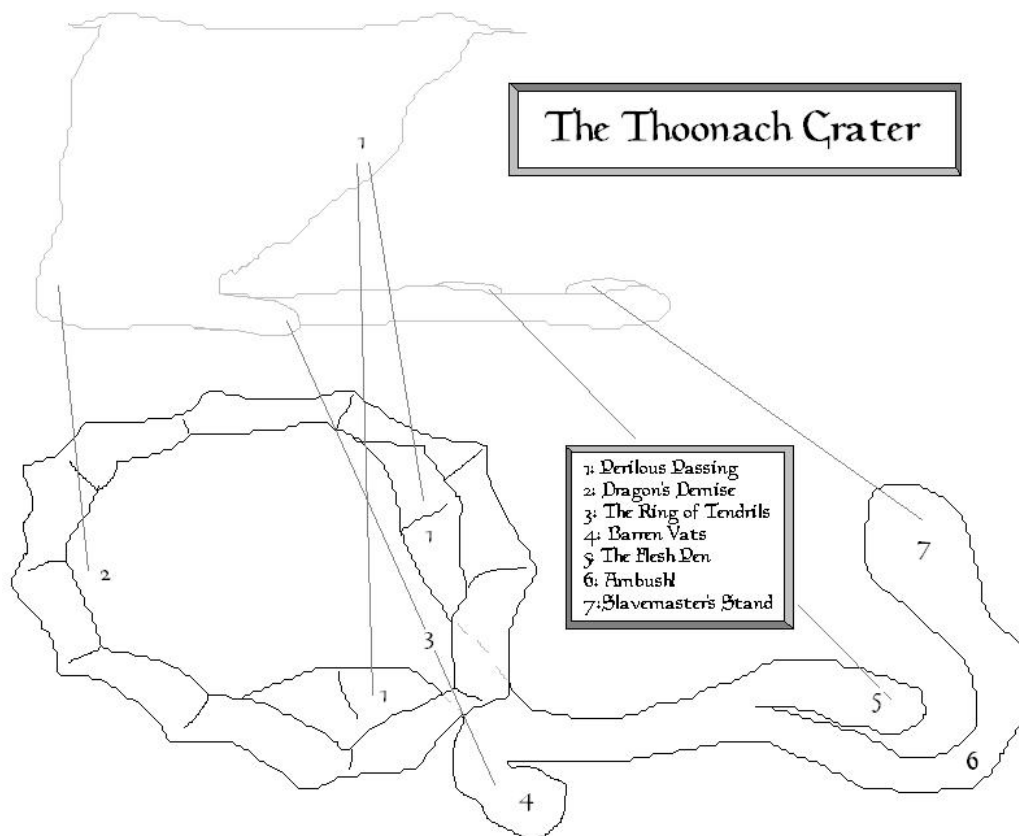 The Thoonach Crater
1
1: Perilous Passing
2: Dragon's Demise
3: The Ring of Tendrils
4: Barren Vats
5: The Flesh Pen
6: Ambush!
7:Slavemaster's Stand
1
7
2
3
1
5
6
4